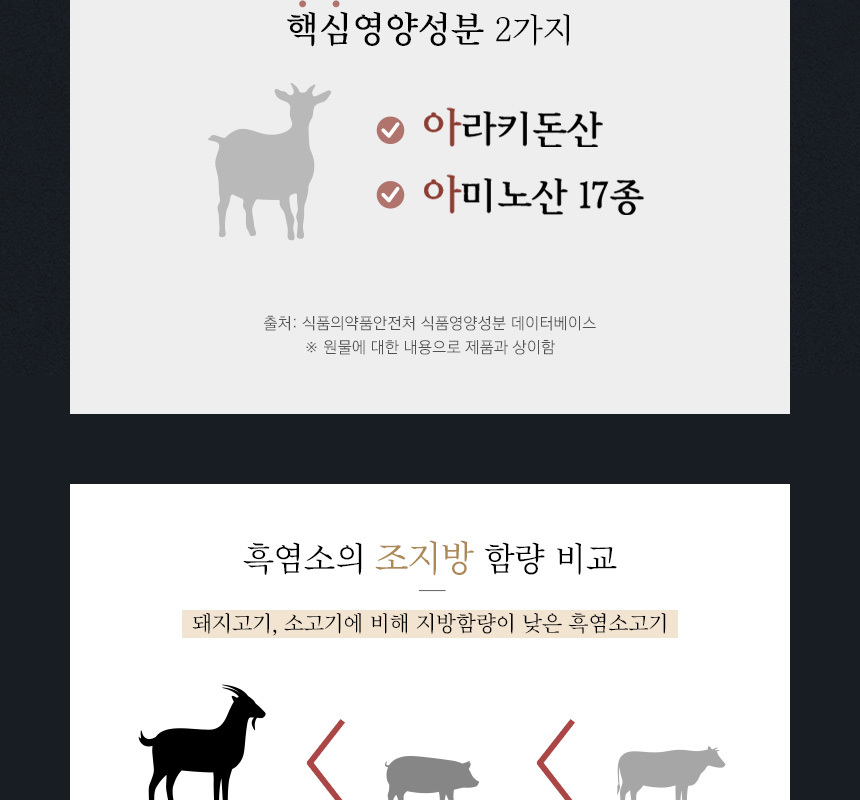 핵심영양성분 2가지
아라키돈산
아미노산 17종
출처: 식품의약품안전처 식품영양성분 데이터베이스
※ 원물에 대한 내용으로 제품과 상이함
흑염소의 조지방 함량 비교
돼지고기, 소고기에 비해 지방함량이 낮은 흑염소고기